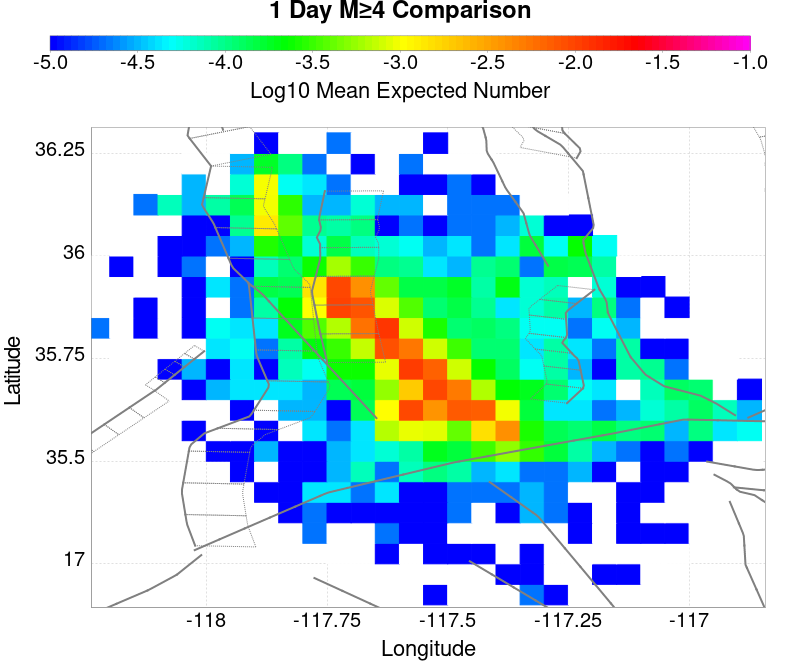 1 Day M≥4 Comparison
-5.0 -4.5 -4.0 -3.5 -3.0 -2.5 -2.0 -1.5 -1.0
Log10 Mean Expected Number
36.25
36
35.75
35.5
17
Latitude
-118 -117.75 -117.5 -117.25 -117
Longitude